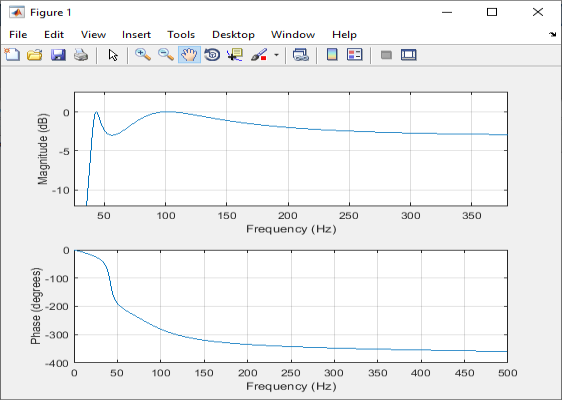 Figure 1
File Edit View Insert Tools Desktop Window Help
0
-5
-10
Magnitude (dB)
50 100 150 200 250 300 350
Frequency (Hz)
0
-100
-200
-300
-400
Phase (degrees)
0 50 100 150 200 250 300 350 400 450 500
Frequency (Hz)